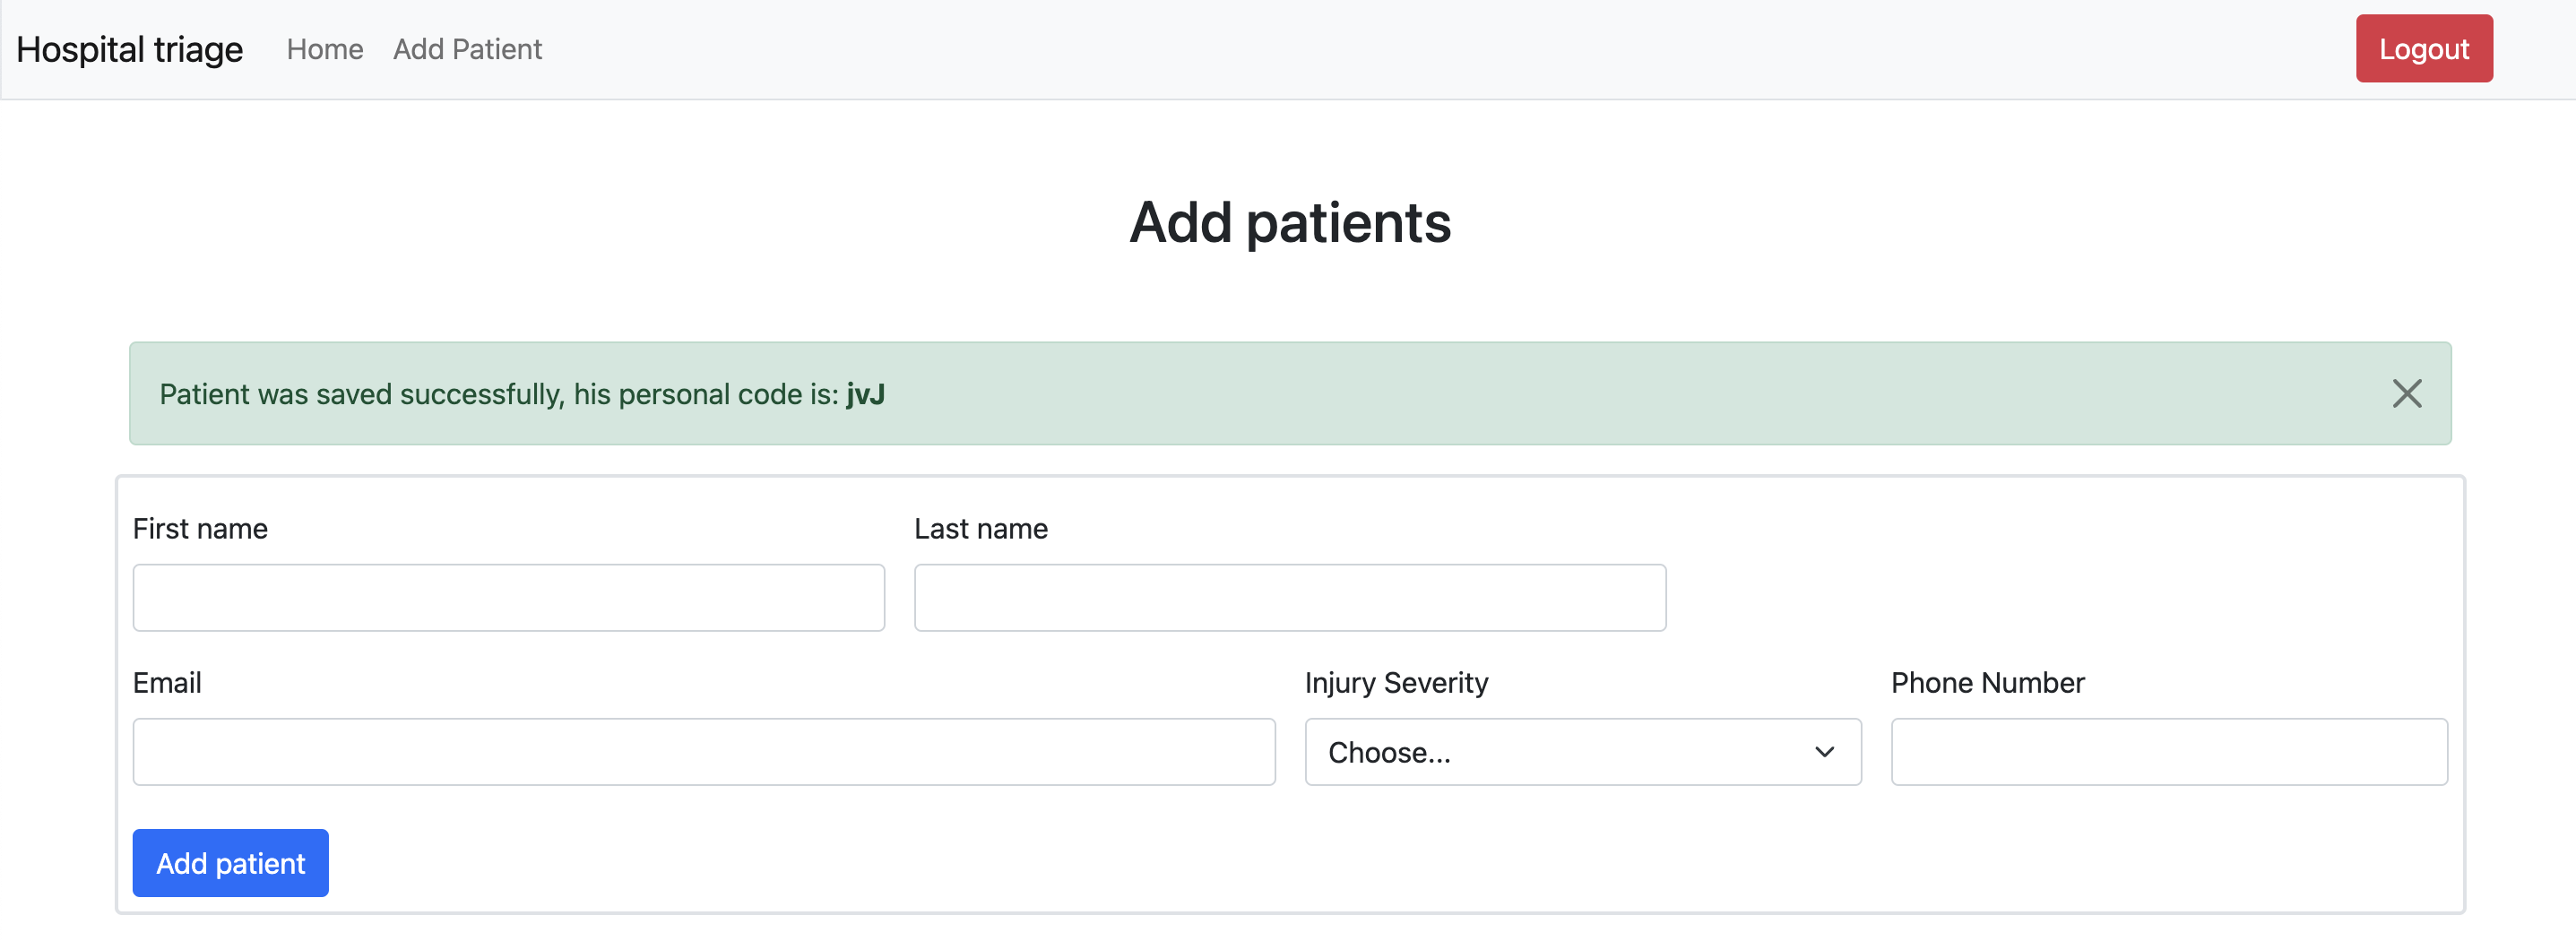 Hospital triage Home Add Patient Logout
Add patients
Patient was saved successfully, his personal code is: jvJ
First name Last name
Email Injury Severity Phone Number
Choose...
Add patient